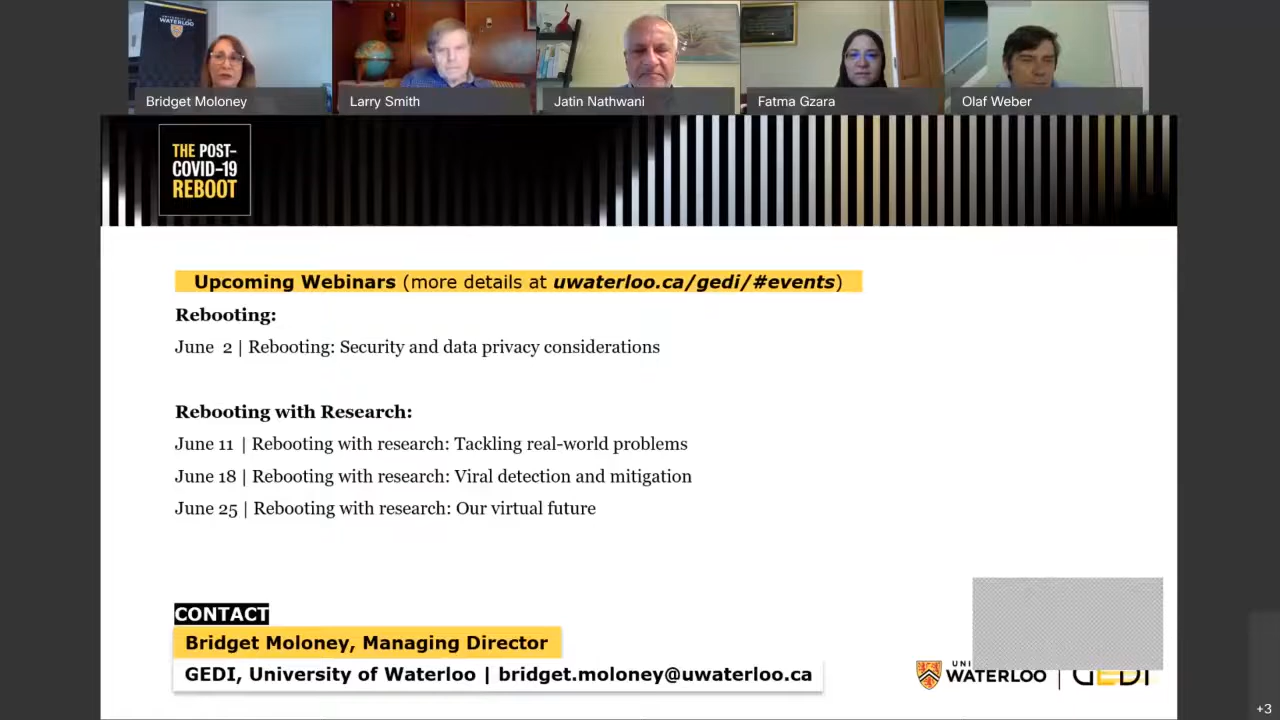 UNIVERSITY OF
WATERLOO
Bridget Moloney
Larry Smith
Jatin Nathwani
Fatma Gzara
Olaf Weber
THE POST-
COVID-19
REBOOT
Upcoming Webinars (more details at uwaterloo.ca/gedi/#events)
Rebooting:
June 2 | Rebooting: Security and data privacy considerations
Rebooting with Research:
June 11 | Rebooting with research: Tackling real-world problems
June 18 | Rebooting with research: Viral detection and mitigation
June 25 | Rebooting with research: Our virtual future
CONTACT
Bridget Moloney, Managing Director
GEDI, University of Waterloo | bridget.moloney@uwaterloo.ca
WATERLOO | GEDI
+3